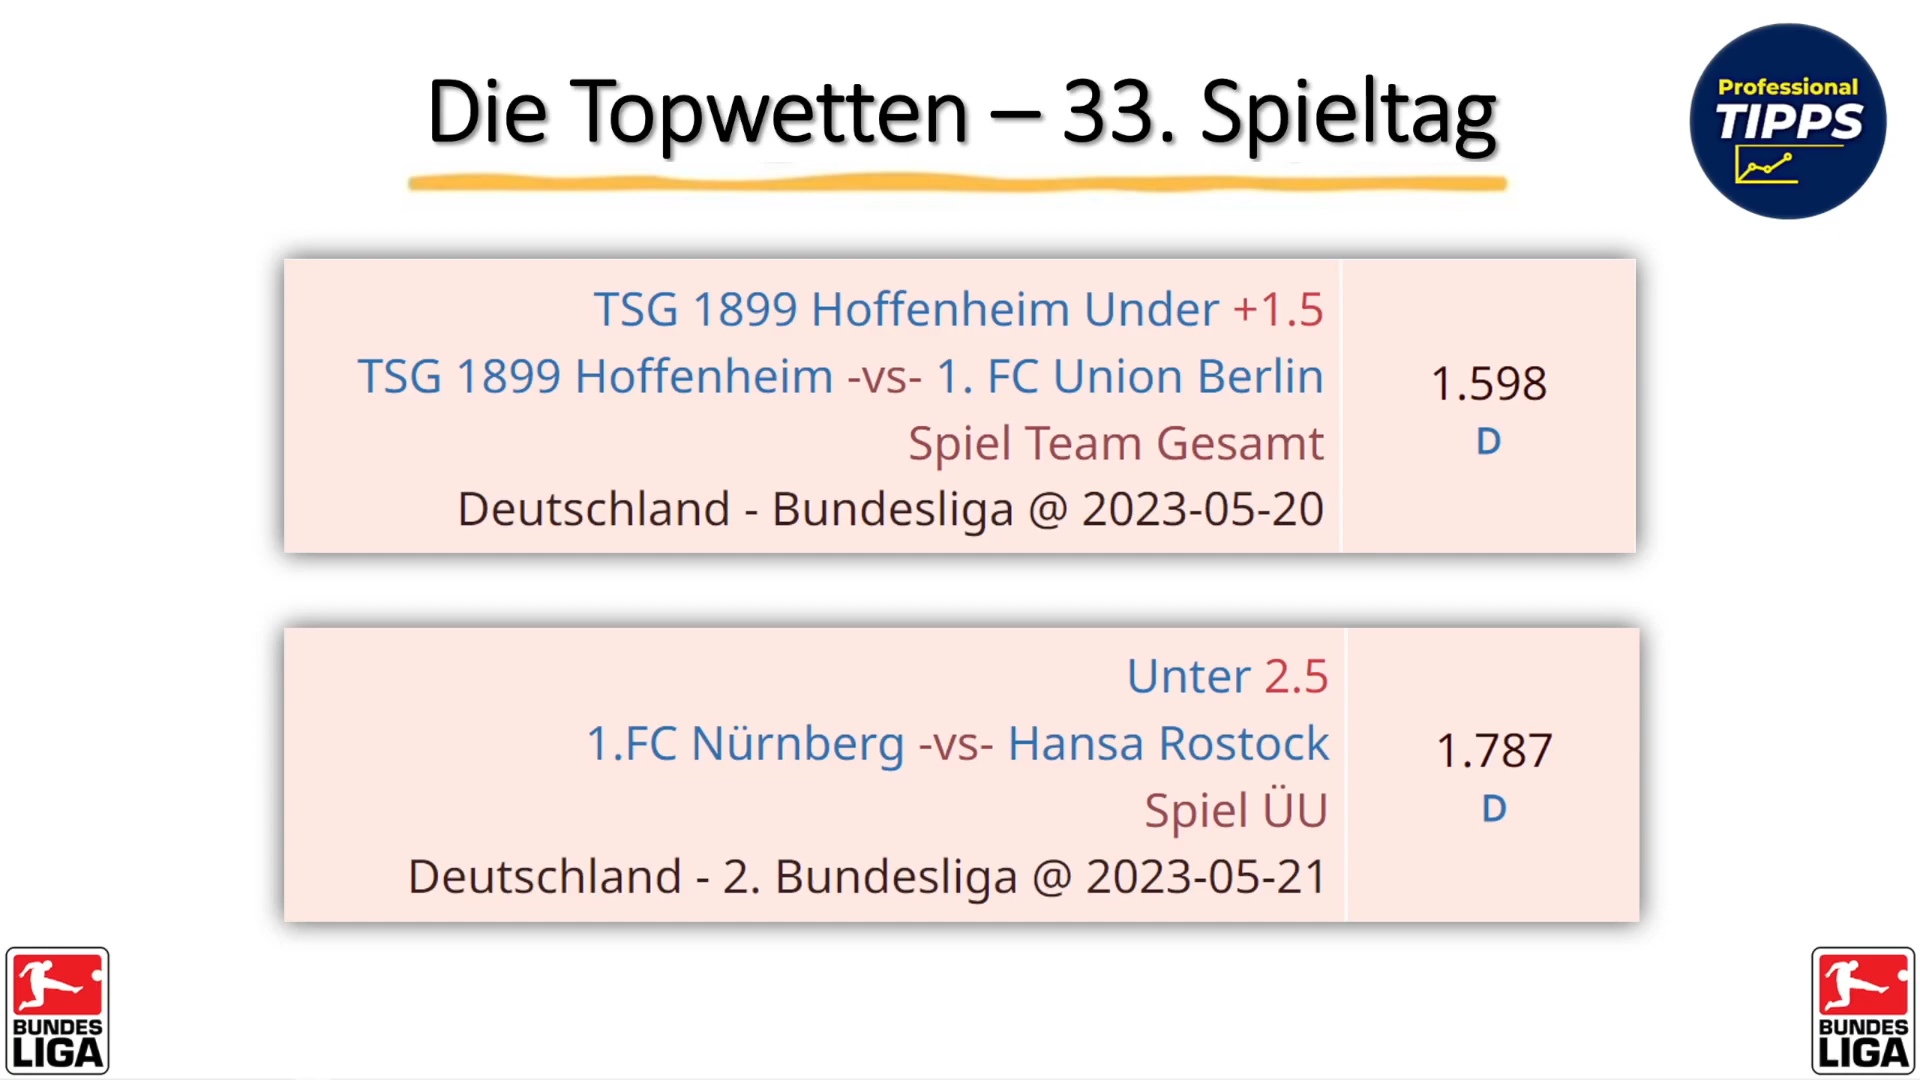 Die Topwetten – 33. Spieltag
Professional
TIPPS
TSG 1899 Hoffenheim Under +1.5
TSG 1899 Hoffenheim -vs- 1. FC Union Berlin
Spiel Team Gesamt
Deutschland - Bundesliga @ 2023-05-20
1.598
D
Unter 2.5
1.FC Nürnberg -vs- Hansa Rostock
Spiel ÜU
Deutschland - 2. Bundesliga @ 2023-05-21
1.787
D
BUNDES
LIGA
BUNDES
LIGA